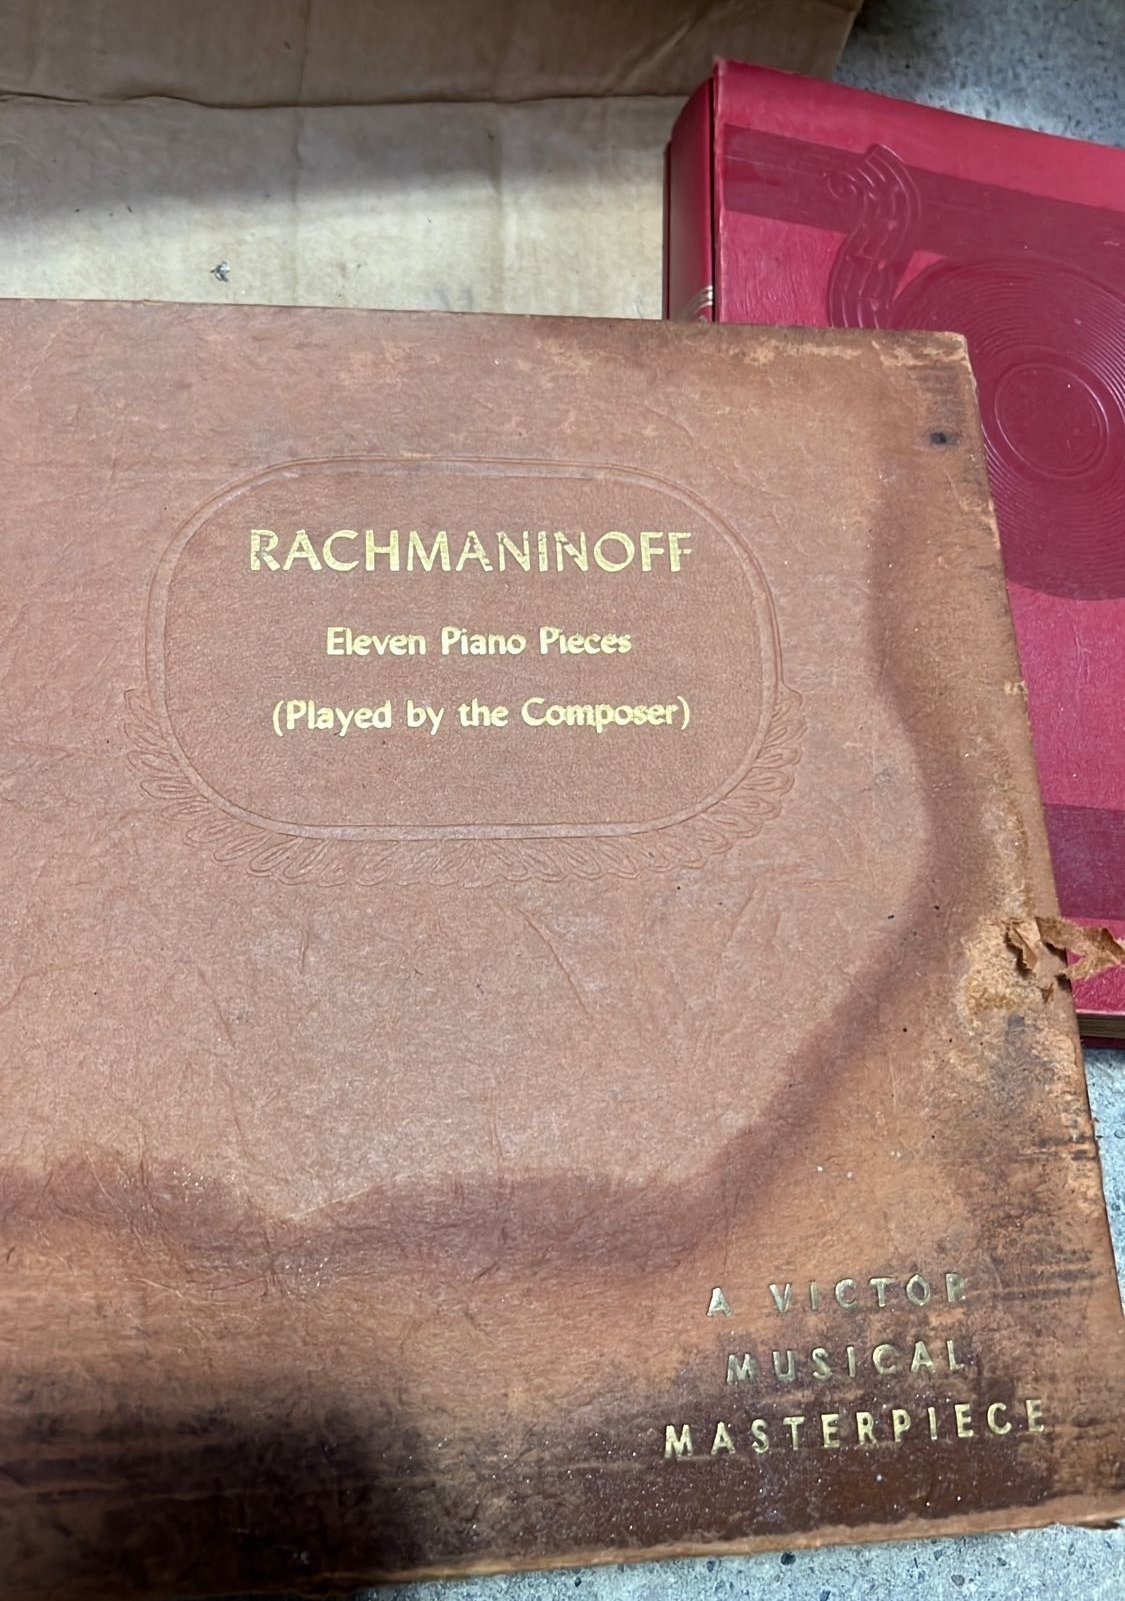 RACHMANINOFF
Eleven Piano Pieces
(Played by the Composer)
A VICTOR
MUSICAL
MASTERPIECE